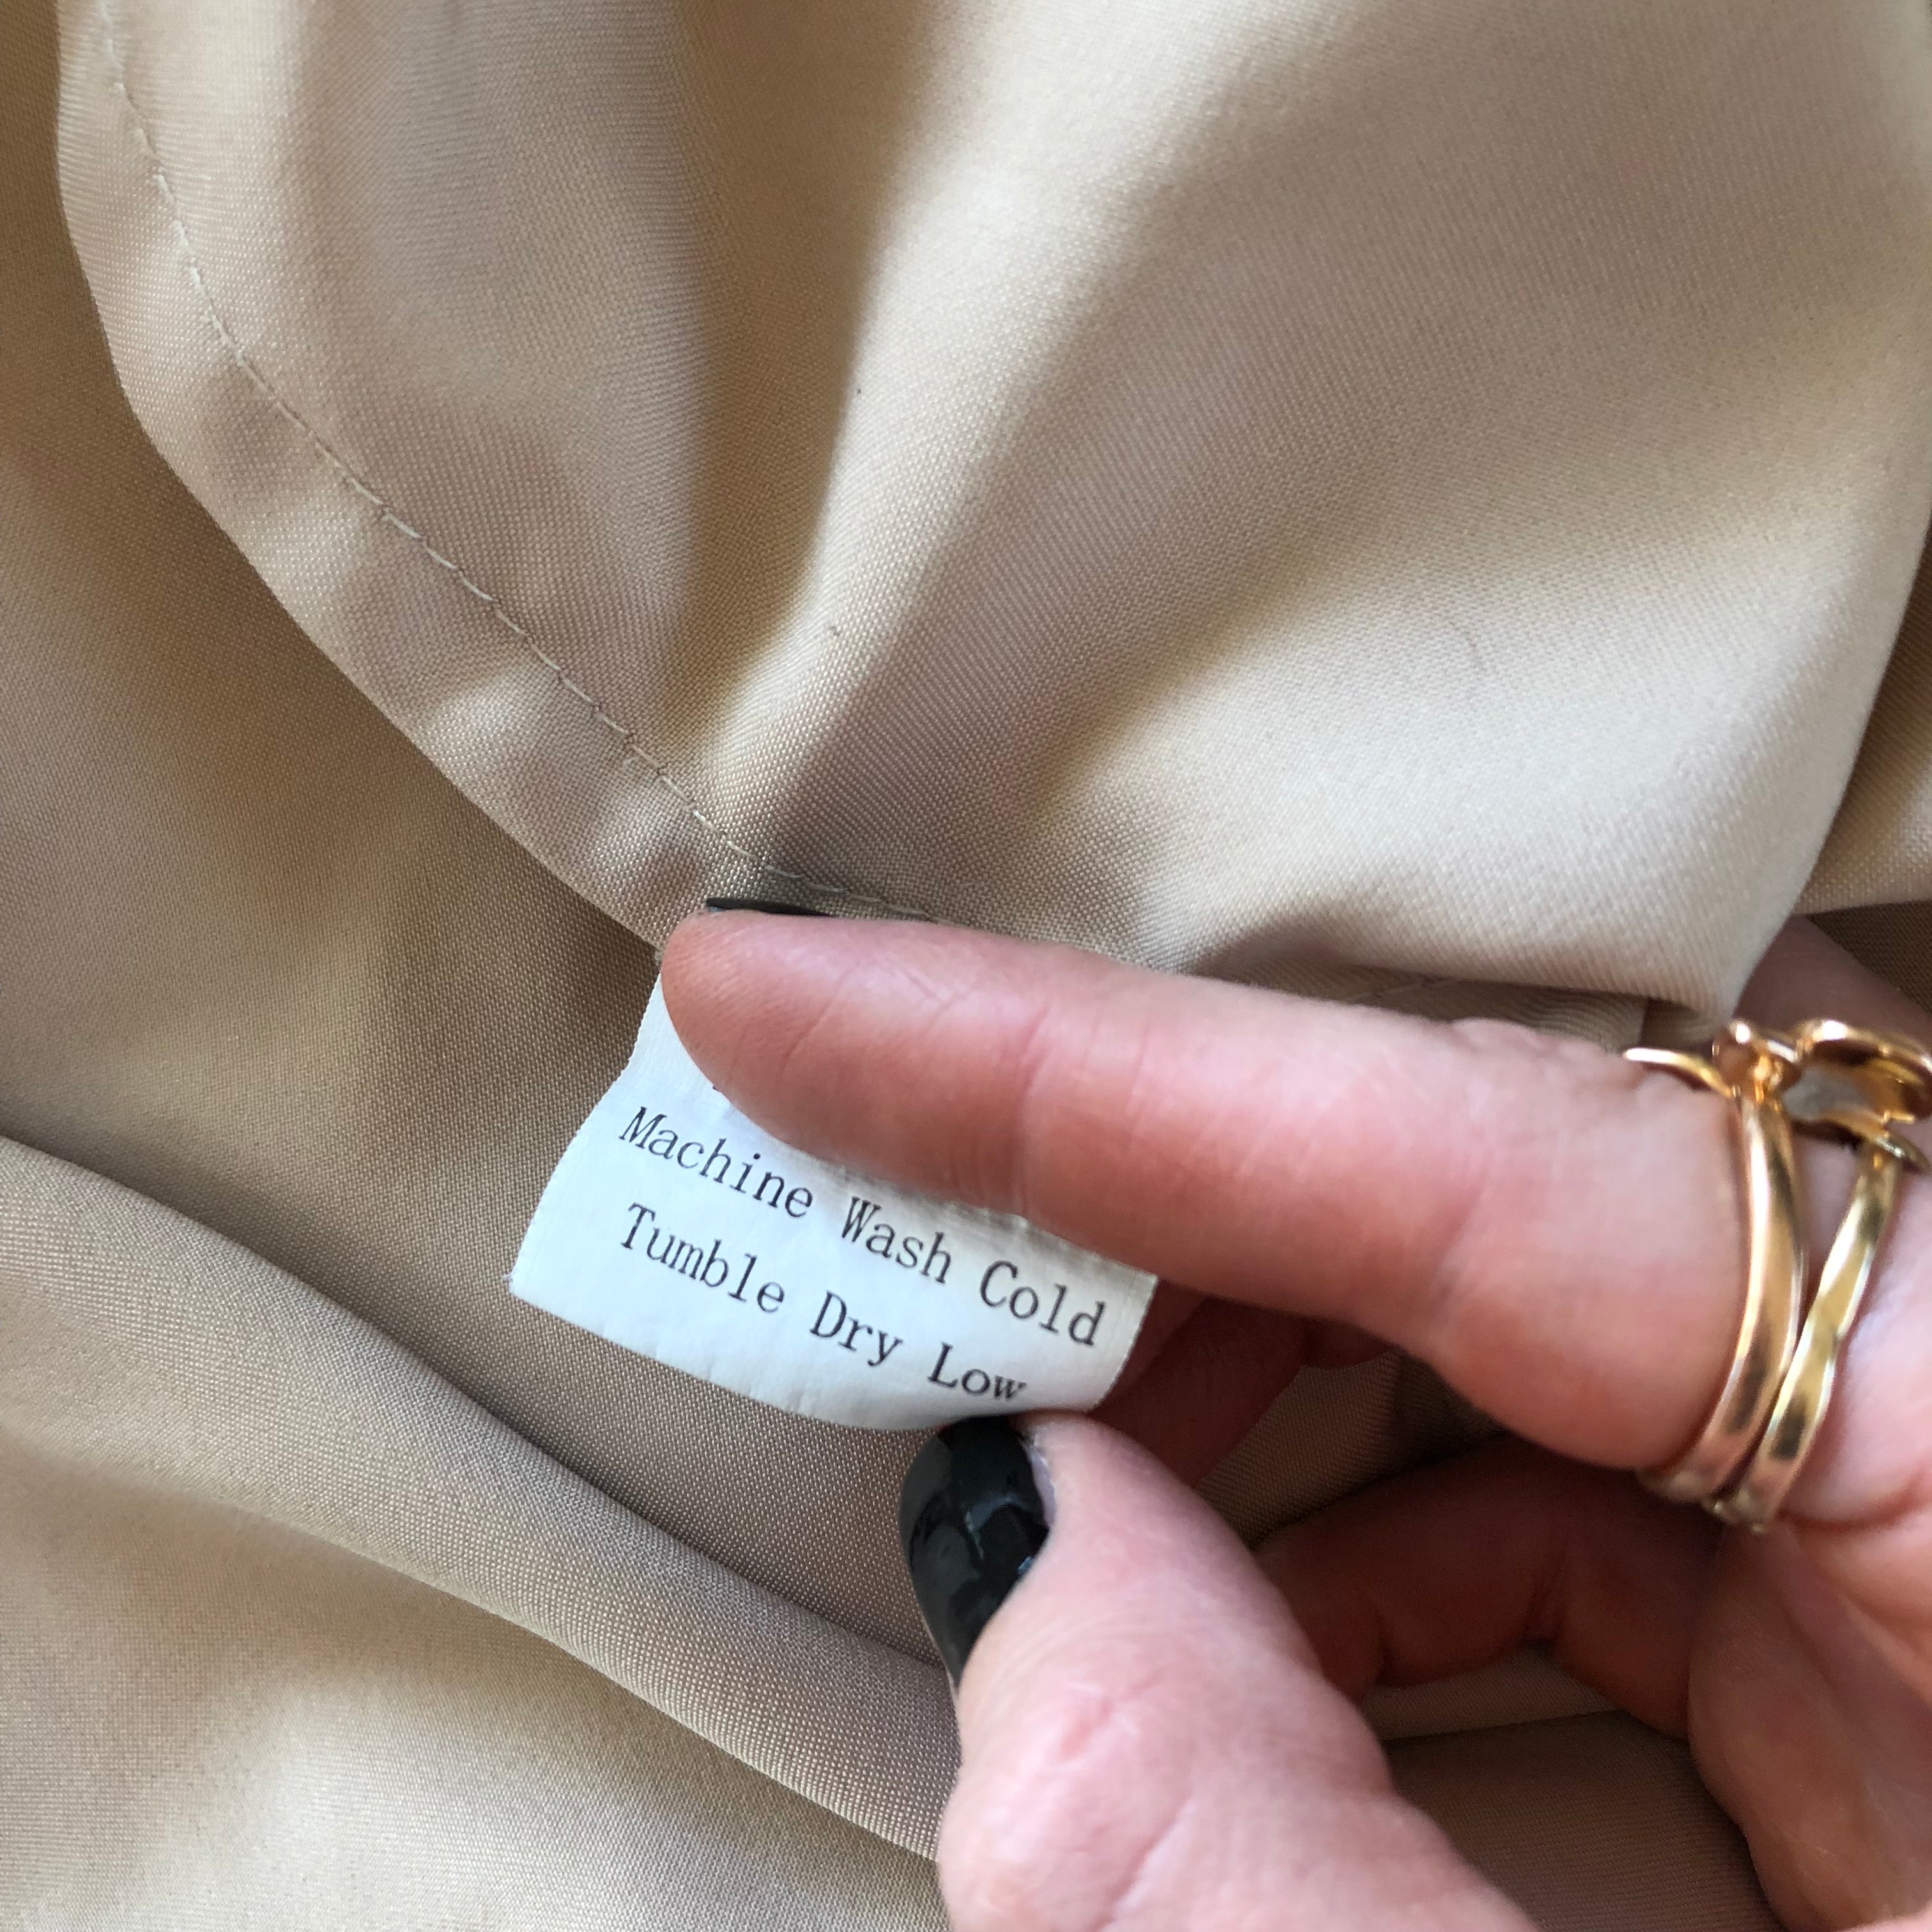 Machine Wash Cold
Tumble Dry Low